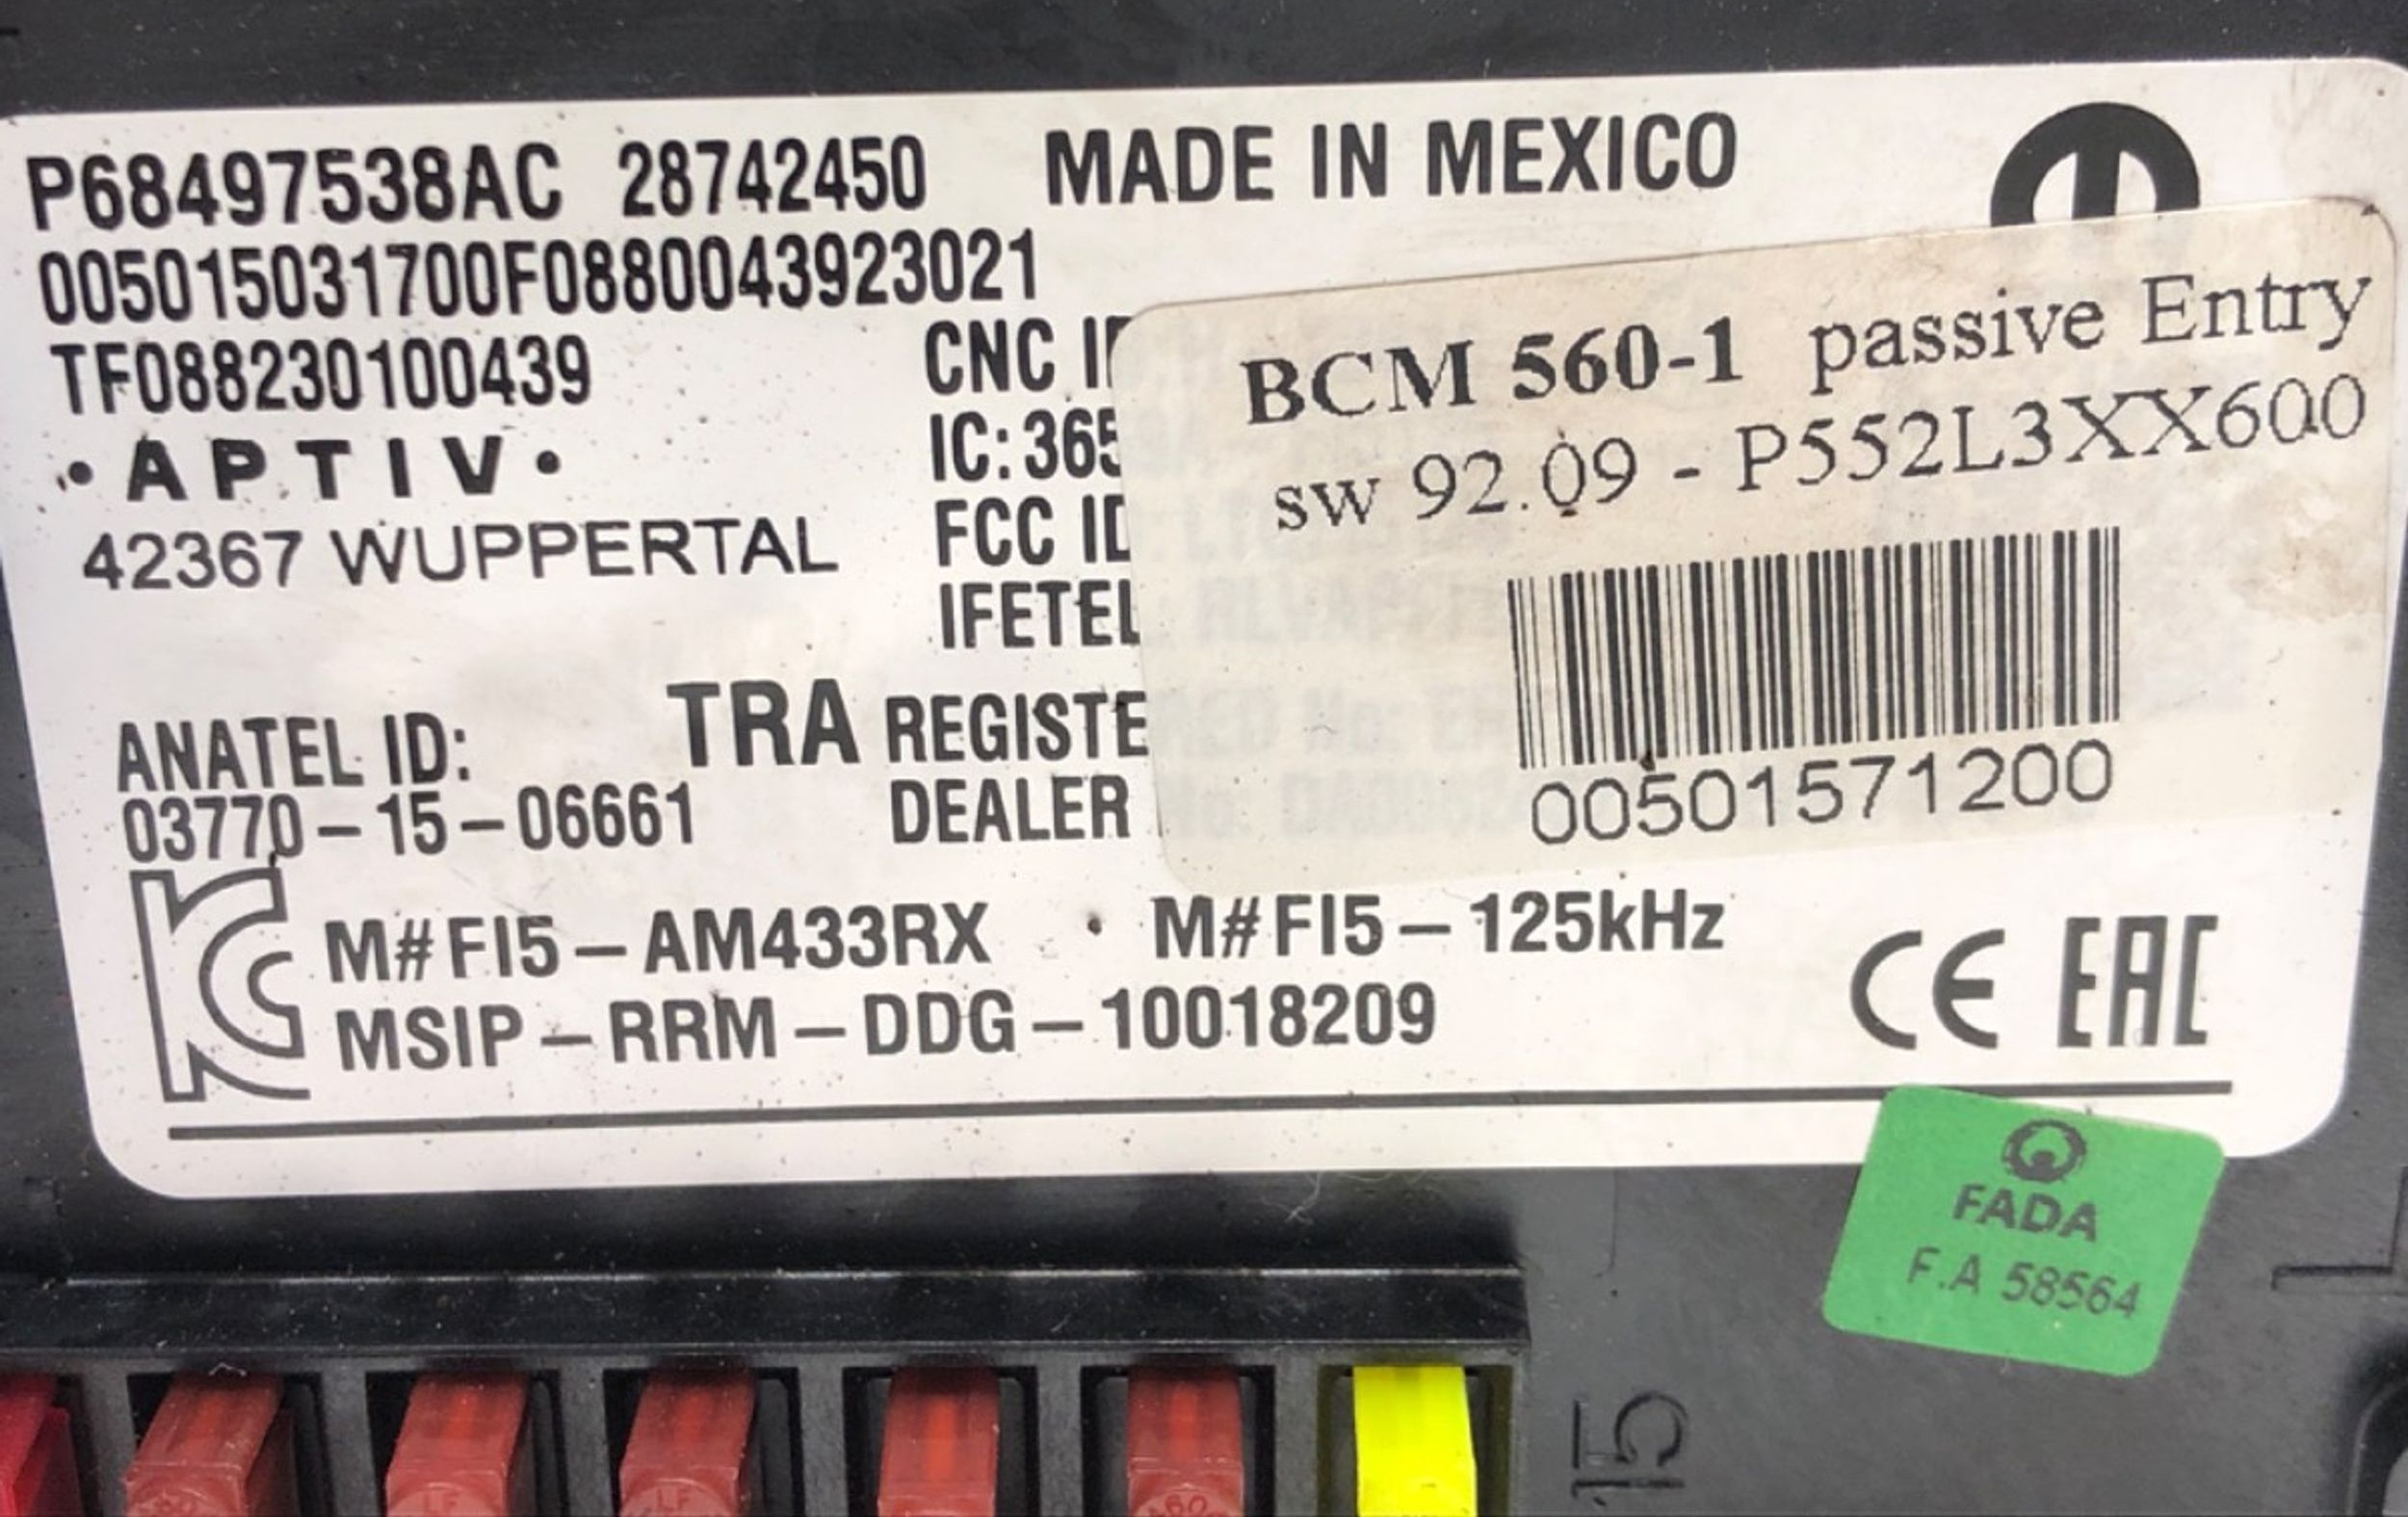 P68497538AC 28742450 MADE IN MEXICO
005015031700F0880043923021
TF088230100439
• A P T I V •
42367 WUPPERTAL
CNC I
IC:365
FCC ID
IFETEL
ANATEL ID:
03770-15-06661
TRA REGISTE
DEALER
BCM 560-1 passive Entry
sw 92.09 - P552L3XX600
00501571200
M#FI5-AM433RX • M#FI5-125kHz
MSIP-RRM-DDG-10018209
CE EAC
FADA
F.A 58564
15